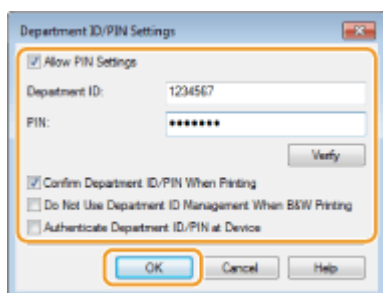 Department ID/PIN Settings
Allow PIN Settings
Department ID: 1234567
PIN: •••••••
Verify
Confirm Department ID/PIN When Printing
Do Not Use Department ID Management When B&W Printing
Authenticate Department ID/PIN at Device
OK Cancel Help